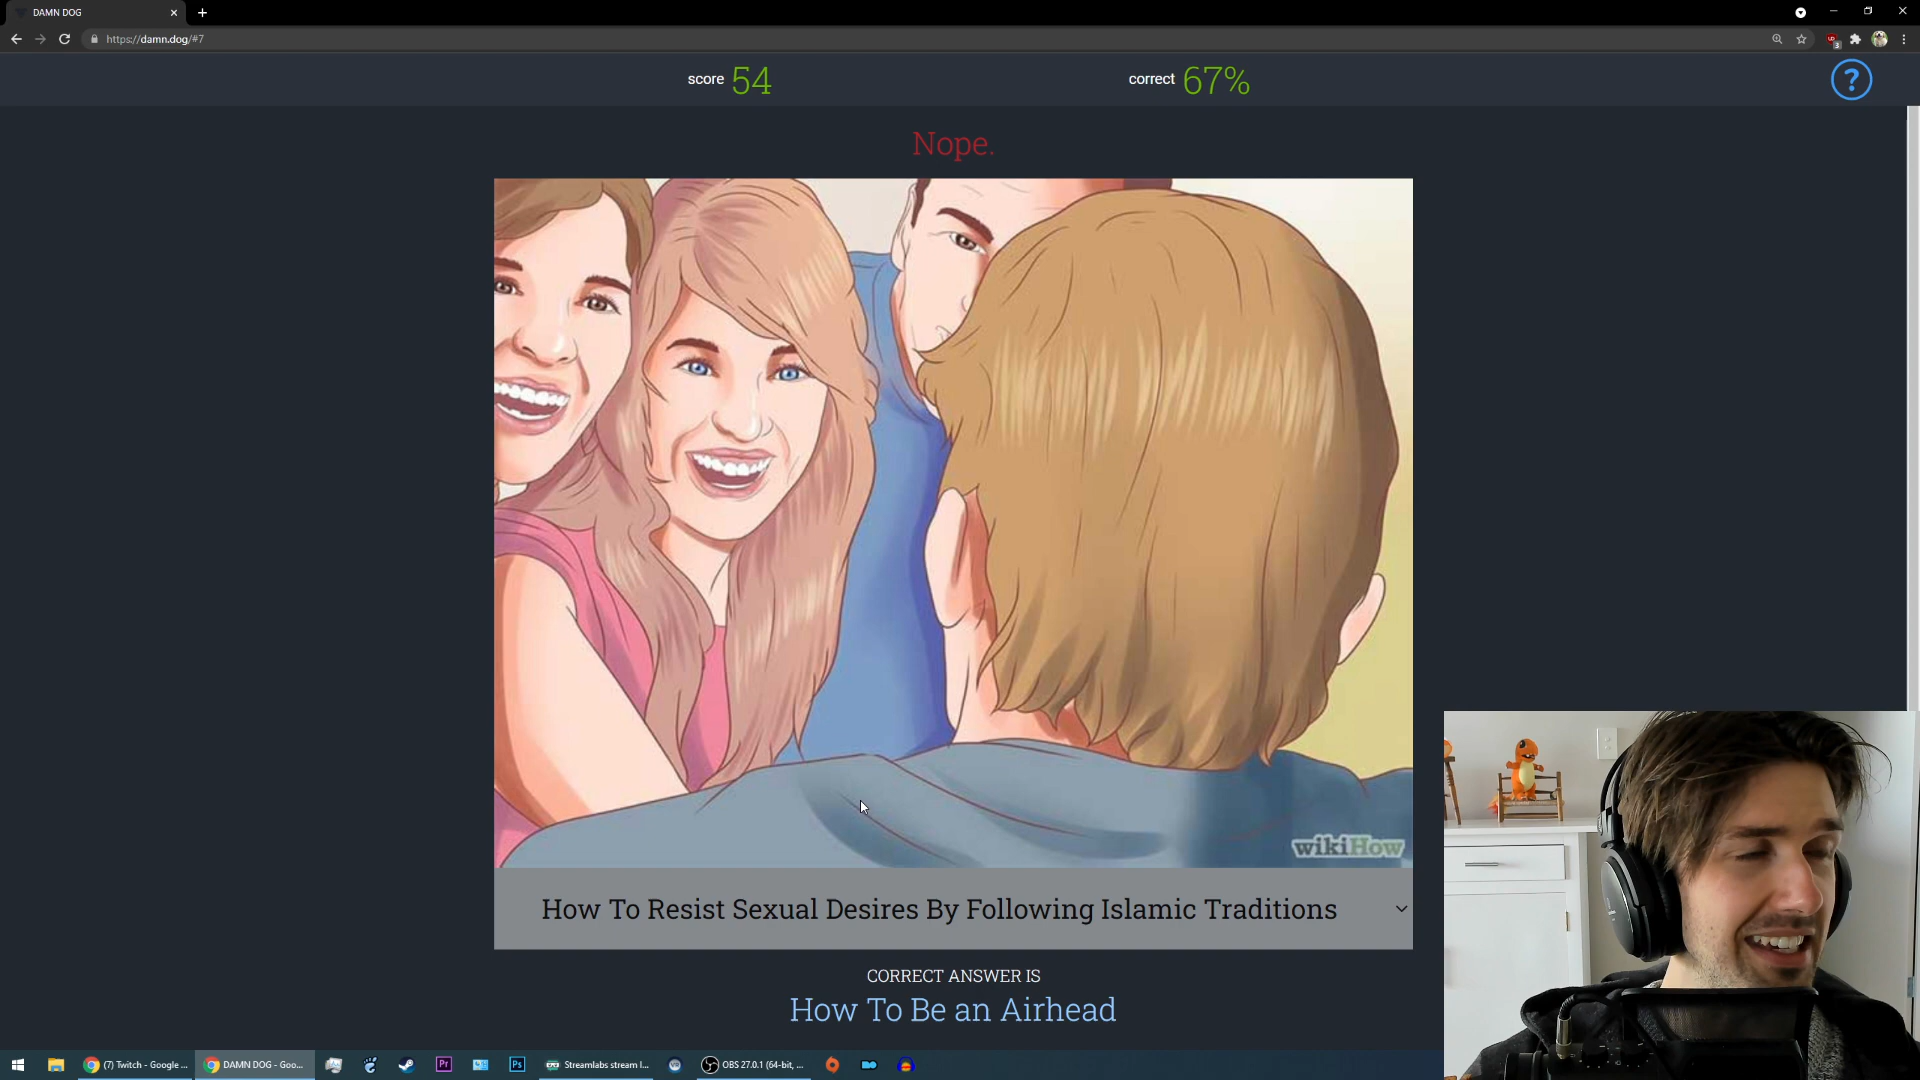 DAMN DOG
https://damn.dog/#7
score 54
correct 67%
?
Nope.
wikiHow
How To Resist Sexual Desires By Following Islamic Traditions
CORRECT ANSWER IS
How To Be an Airhead
(7) Twitch - Google ...
DAMN DOG - Goo...
Pr
Ps
Streamlabs stream l...
OBS 27.0.1 (64-bit, ...